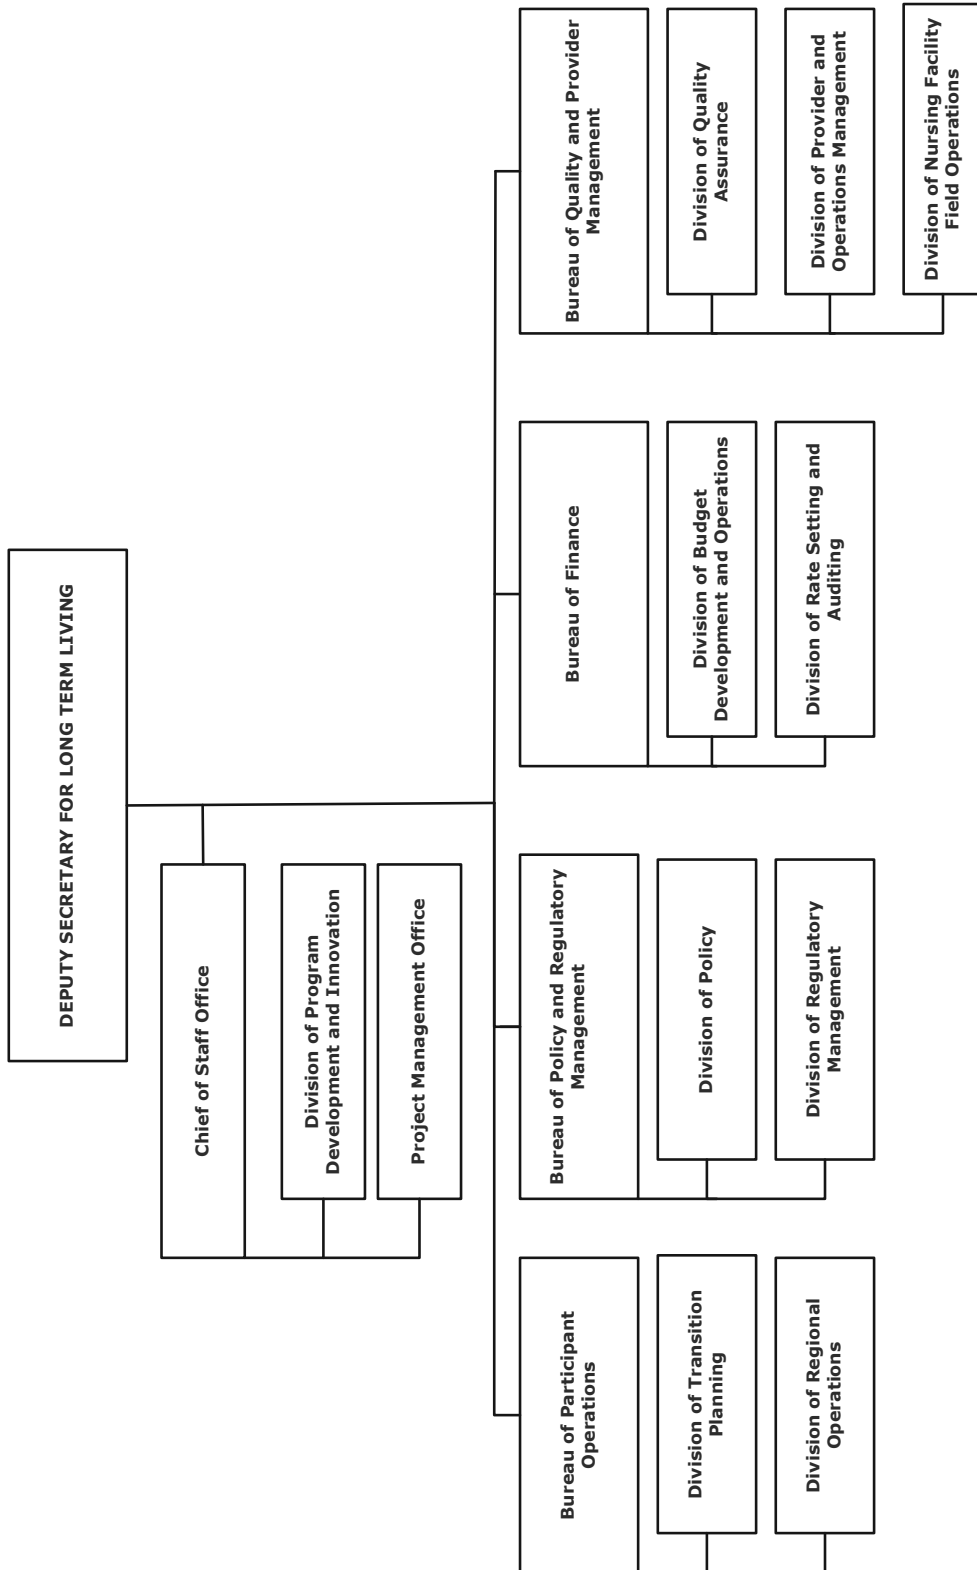 DEPUTY SECRETARY FOR LONG TERM LIVING
Chief of Staff Office
Division of Program
Development and Innovation
Project Management Office
Bureau of Participant
Operations
Division of Transition
Planning
Division of Regional
Operations
Bureau of Policy and Regulatory
Management
Division of Policy
Division of Regulatory
Management
Bureau of Finance
Division of Budget
Development and Operations
Division of Rate Setting and
Auditing
Bureau of Quality and Provider
Management
Division of Quality
Assurance
Division of Provider and
Operations Management
Division of Nursing Facility
Field Operations